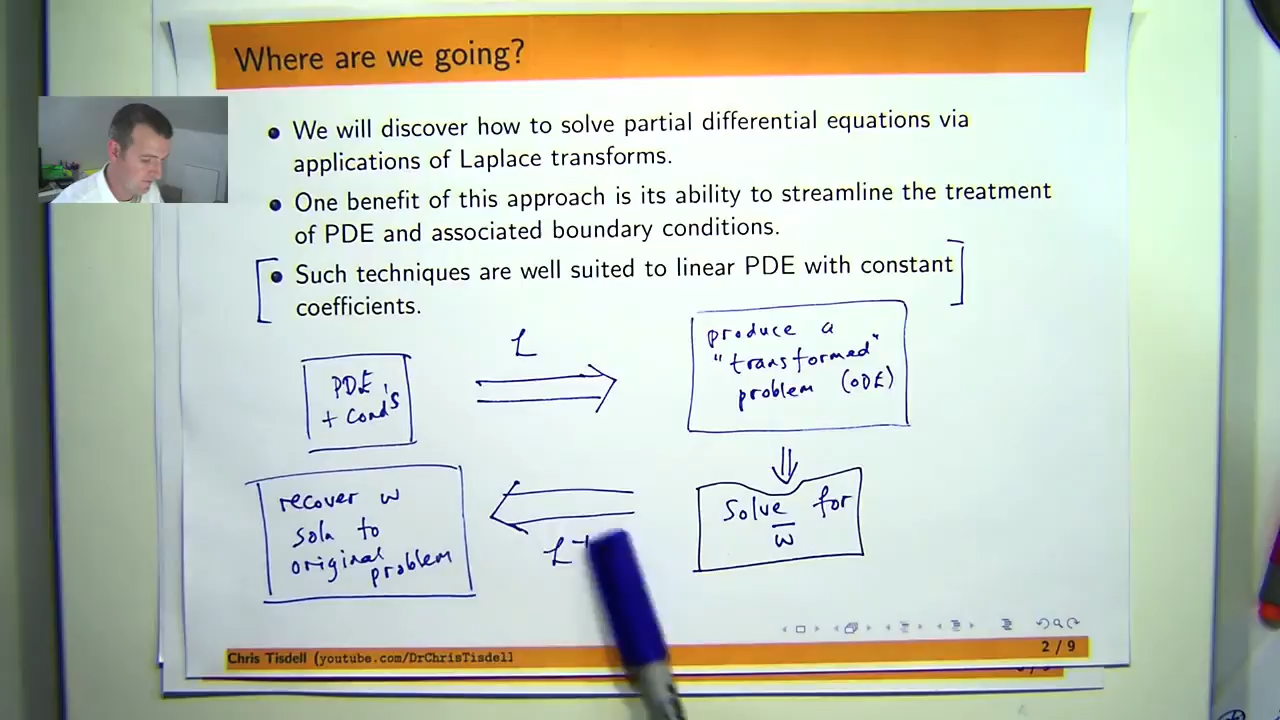 Where are we going?
We will discover how to solve partial differential equations via
applications of Laplace transforms.
One benefit of this approach is its ability to streamline the treatment
of PDE and associated boundary conditions.
Such techniques are well suited to linear PDE with constant
coefficients.
PDE
+ Conds
L
produce a
"transformed"
problem (ODE)
Solve for
w̅
L⁻¹
recover w
soln to
original
problem
Chris Tisdell (youtube.com/DrChrisTisdell
2 / 9